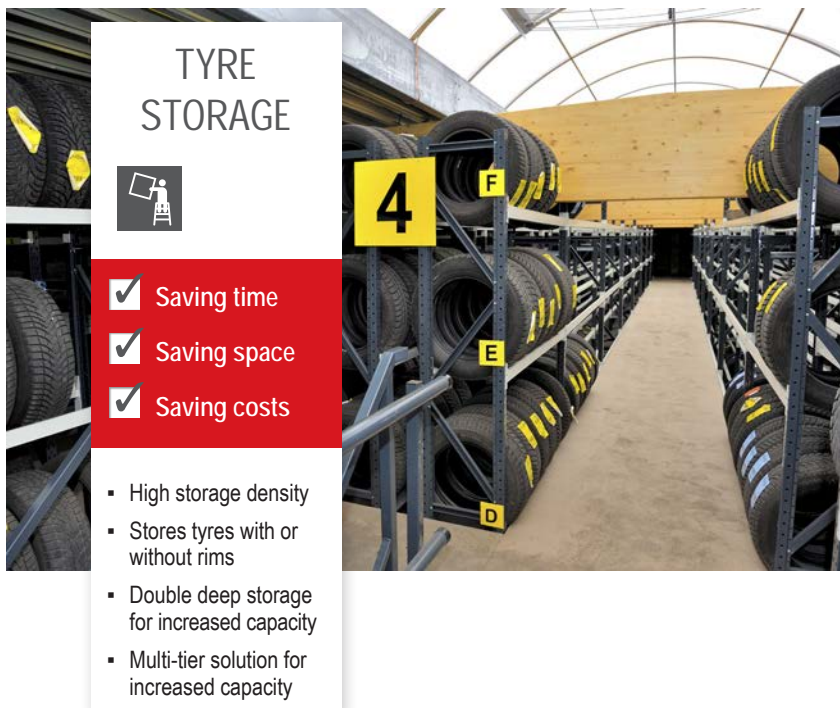 TYRE
STORAGE
Saving time
Saving space
Saving costs
▪ High storage density
▪ Stores tyres with or
without rims
▪ Double deep storage
for increased capacity
▪ Multi-tier solution for
increased capacity
4
F
E
D